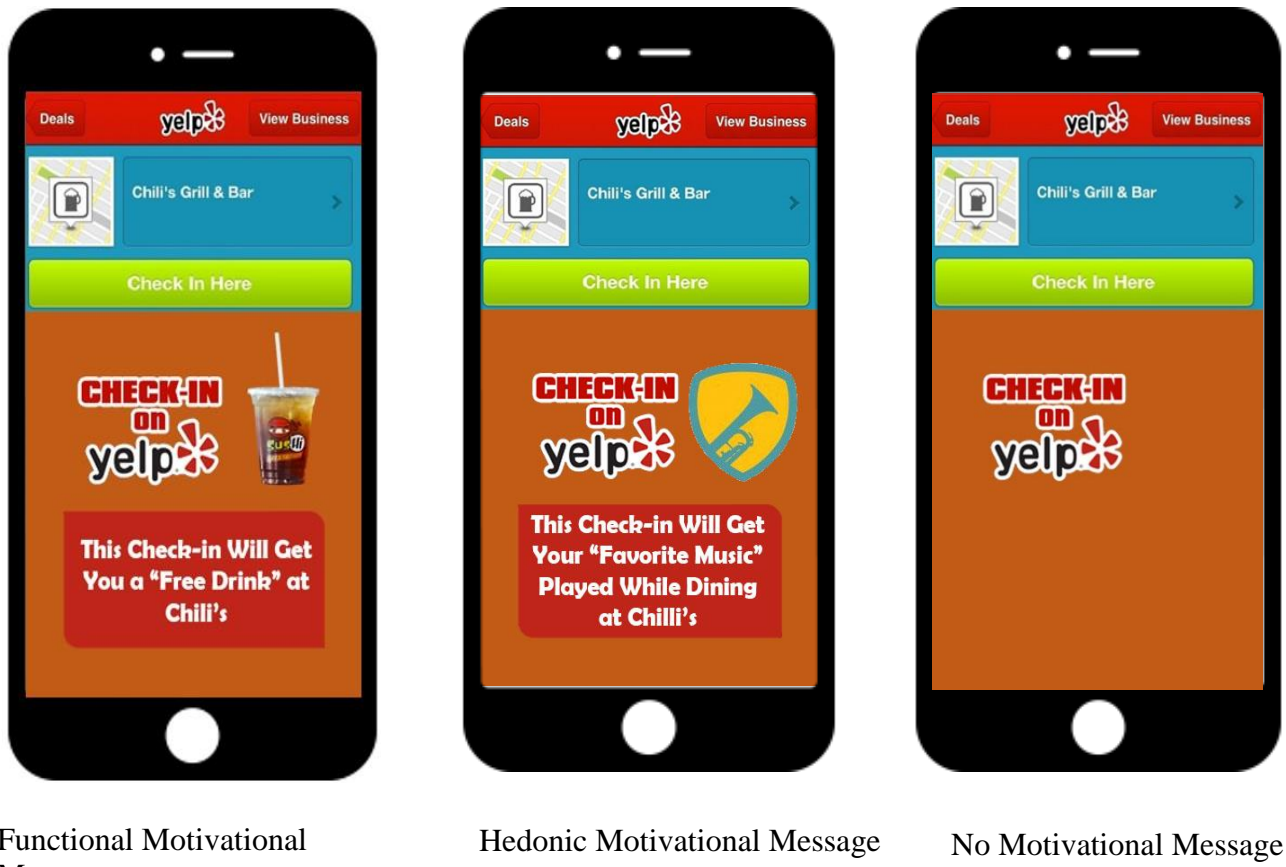 Deals
yelp
View Business
Chili's Grill & Bar
Check In Here
CHECK-IN
on
yelp
This Check-in Will Get
You a “Free Drink” at
Chili’s
Functional Motivational
Deals
yelp
View Business
Chili's Grill & Bar
Check In Here
CHECK-IN
on
yelp
This Check-in Will Get
Your “Favorite Music”
Played While Dining
at Chilli’s
Hedonic Motivational Message
Deals
yelp
View Business
Chili's Grill & Bar
Check In Here
CHECK-IN
on
yelp
No Motivational Message